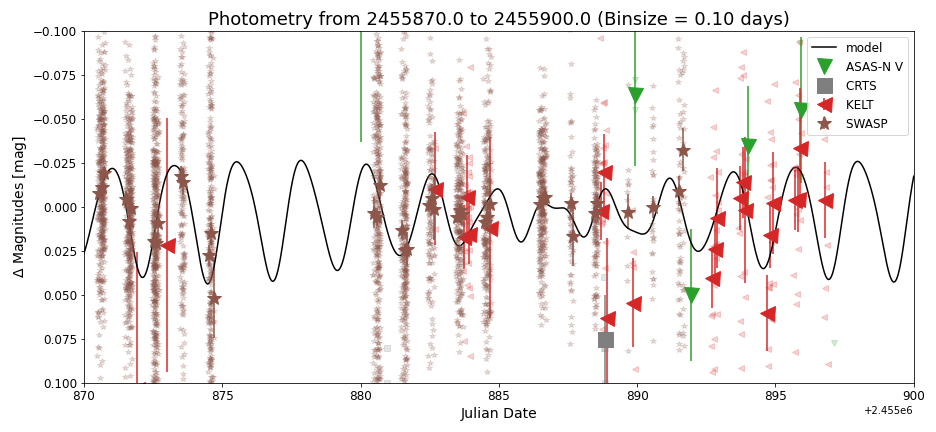 Photometry from 2455870.0 to 2455900.0 (Binsize = 0.10 days)
−0.100
−0.075
−0.050
−0.025
0.000
0.025
0.050
0.075
0.100
Δ Magnitudes [mag]
model
ASAS-N V
CRTS
KELT
SWASP
870 875 880 885 890 895 900
+2.455e6
Julian Date